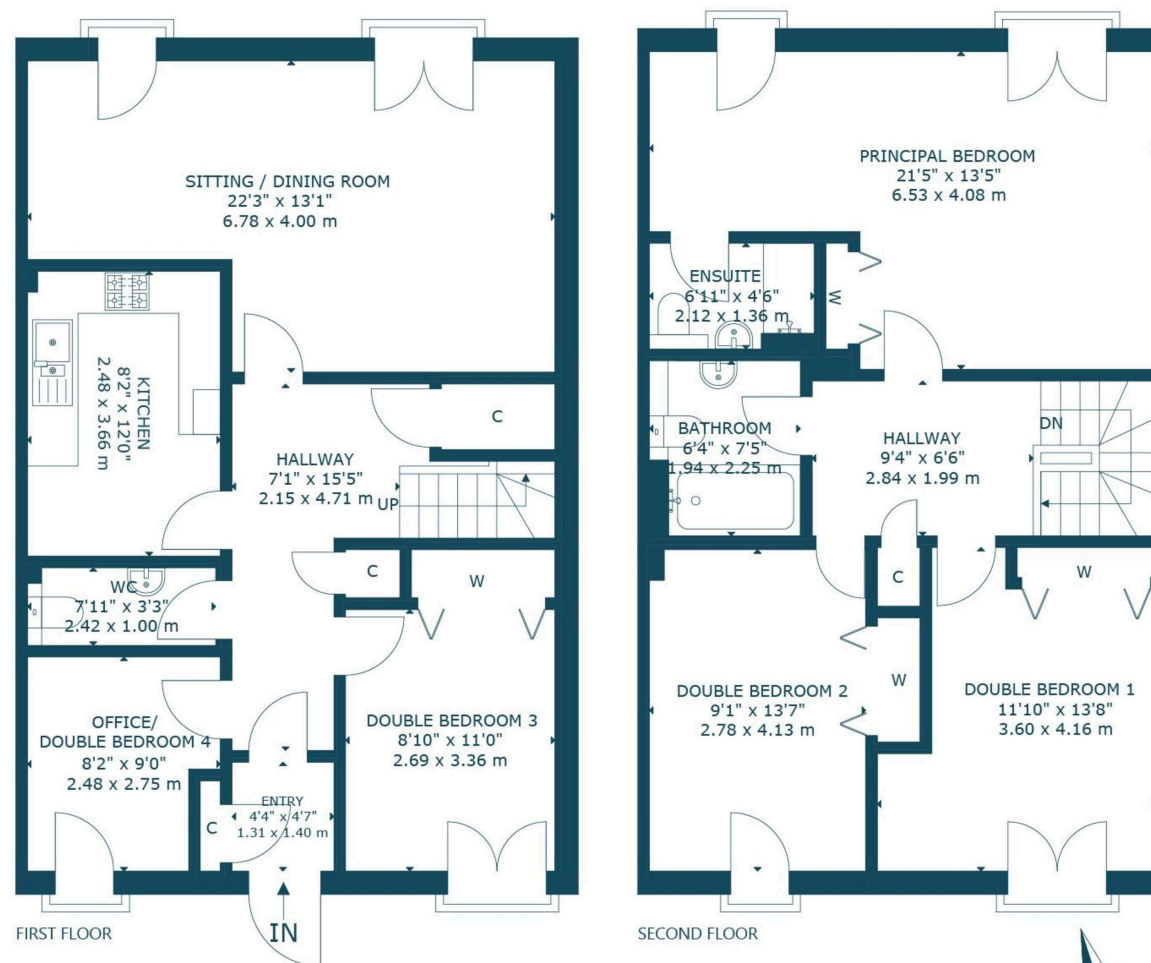 SITTING / DINING ROOM
22'3" x 13'1"
6.78 x 4.00 m
KITCHEN
8'2" x 12'0"
2.48 x 3.66 m
C
HALLWAY
7'1" x 15'5"
2.15 x 4.71 m
UP
C
W
WC
7'11" x 3'3"
2.42 x 1.00 m
OFFICE/
DOUBLE BEDROOM 4
8'2" x 9'0"
2.48 x 2.75 m
DOUBLE BEDROOM 3
8'10" x 11'0"
2.69 x 3.36 m
C
ENTRY
4'4" x 4'7"
1.31 x 1.40 m
IN
FIRST FLOOR
PRINCIPAL BEDROOM
21'5" x 13'5"
6.53 x 4.08 m
ENSUITE
6'11" x 4'6"
2.12 x 1.36 m
W
BATHROOM
6'4" x 7'5"
1.94 x 2.25 m
HALLWAY
9'4" x 6'6"
2.84 x 1.99 m
DN
C
W
W
DOUBLE BEDROOM 2
9'1" x 13'7"
2.78 x 4.13 m
DOUBLE BEDROOM 1
11'10" x 13'8"
3.60 x 4.16 m
SECOND FLOOR